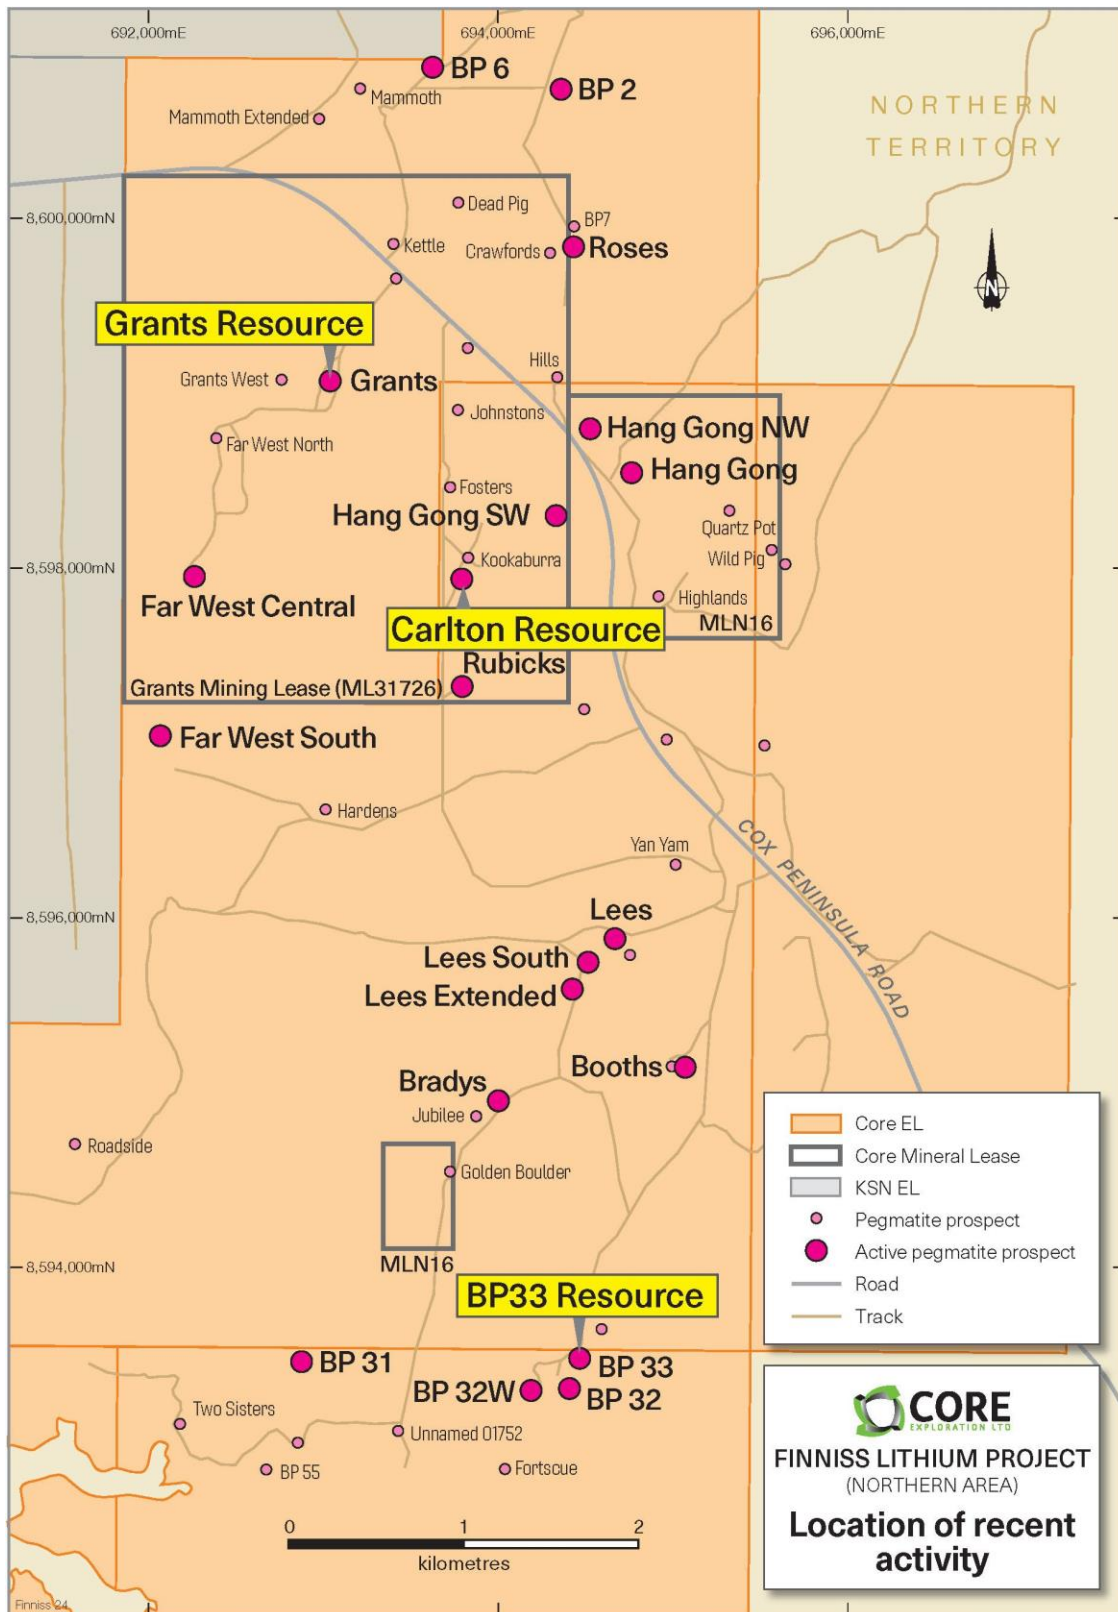 692,000mE
694,000mE
696,000mE
BP 6
BP 2
Mammoth
Mammoth Extended
NORTHERN
TERRITORY
Dead Pig
8,600,000mN
BP7
Kettle
Crawfords
Roses
N
Grants Resource
Hills
Grants West
Grants
Johnstons
Hang Gong NW
Far West North
Hang Gong
Fosters
Hang Gong SW
Quartz Pot
Kookaburra
Wild Pig
8,598,000mN
Far West Central
Highlands
Carlton Resource
MLN16
Rubicks
Grants Mining Lease (ML31726)
Far West South
Hardens
COX PENINSULA ROAD
Yan Yam
Lees
8,596,000mN
Lees South
Lees Extended
Booths
Bradys
Jubilee
Roadside
Golden Boulder
MLN16
8,594,000mN
BP33 Resource
BP 31
BP 33
BP 32W
BP 32
Two Sisters
Unnamed 01752
BP 55
Fortscue
0 1 2
kilometres
Core EL
Core Mineral Lease
KSN EL
Pegmatite prospect
Active pegmatite prospect
Road
Track
CORE
EXPLORATION LTD
FINNISS LITHIUM PROJECT
(NORTHERN AREA)
Location of recent
activity
Finniss 24